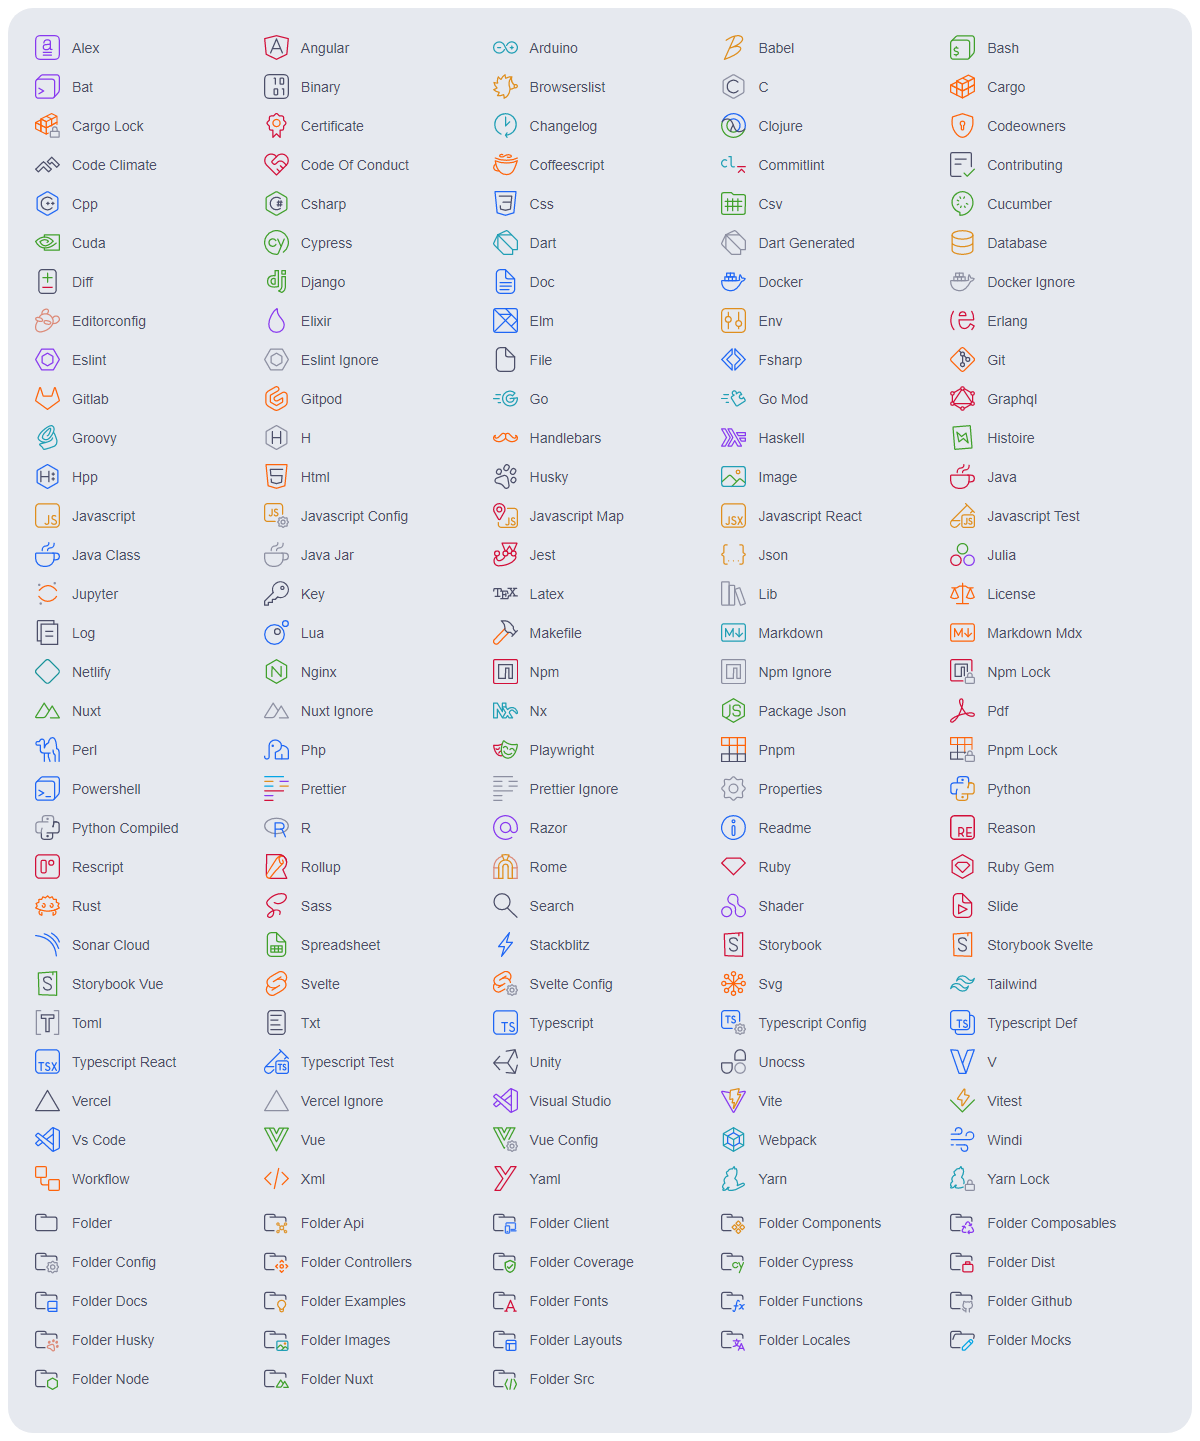 Alex Angular Arduino Babel Bash
Bat Binary Browserslist C Cargo
Cargo Lock Certificate Changelog Clojure Codeowners
Code Climate Code Of Conduct Coffeescript Commitlint Contributing
Cpp Csharp Css Csv Cucumber
Cuda Cypress Dart Dart Generated Database
Diff Django Doc Docker Docker Ignore
Editorconfig Elixir Elm Env Erlang
Eslint Eslint Ignore File Fsharp Git
Gitlab Gitpod Go Go Mod Graphql
Groovy H Handlebars Haskell Histoire
Hpp Html Husky Image Java
Javascript Javascript Config Javascript Map Javascript React Javascript Test
Java Class Java Jar Jest Json Julia
Jupyter Key Latex Lib License
Log Lua Makefile Markdown Markdown Mdx
Netlify Nginx Npm Npm Ignore Npm Lock
Nuxt Nuxt Ignore Nx Package Json Pdf
Perl Php Playwright Pnpm Pnpm Lock
Powershell Prettier Prettier Ignore Properties Python
Python Compiled R Razor Readme Reason
Rescript Rollup Rome Ruby Ruby Gem
Rust Sass Search Shader Slide
Sonar Cloud Spreadsheet Stackblitz Storybook Storybook Svelte
Storybook Vue Svelte Svelte Config Svg Tailwind
Toml Txt Typescript Typescript Config Typescript Def
Typescript React Typescript Test Unity Unocss V
Vercel Vercel Ignore Visual Studio Vite Vitest
Vs Code Vue Vue Config Webpack Windi
Workflow Xml Yaml Yarn Yarn Lock
Folder Folder Api Folder Client Folder Components Folder Composables
Folder Config Folder Controllers Folder Coverage Folder Cypress Folder Dist
Folder Docs Folder Examples Folder Fonts Folder Functions Folder Github
Folder Husky Folder Images Folder Layouts Folder Locales Folder Mocks
Folder Node Folder Nuxt Folder Src